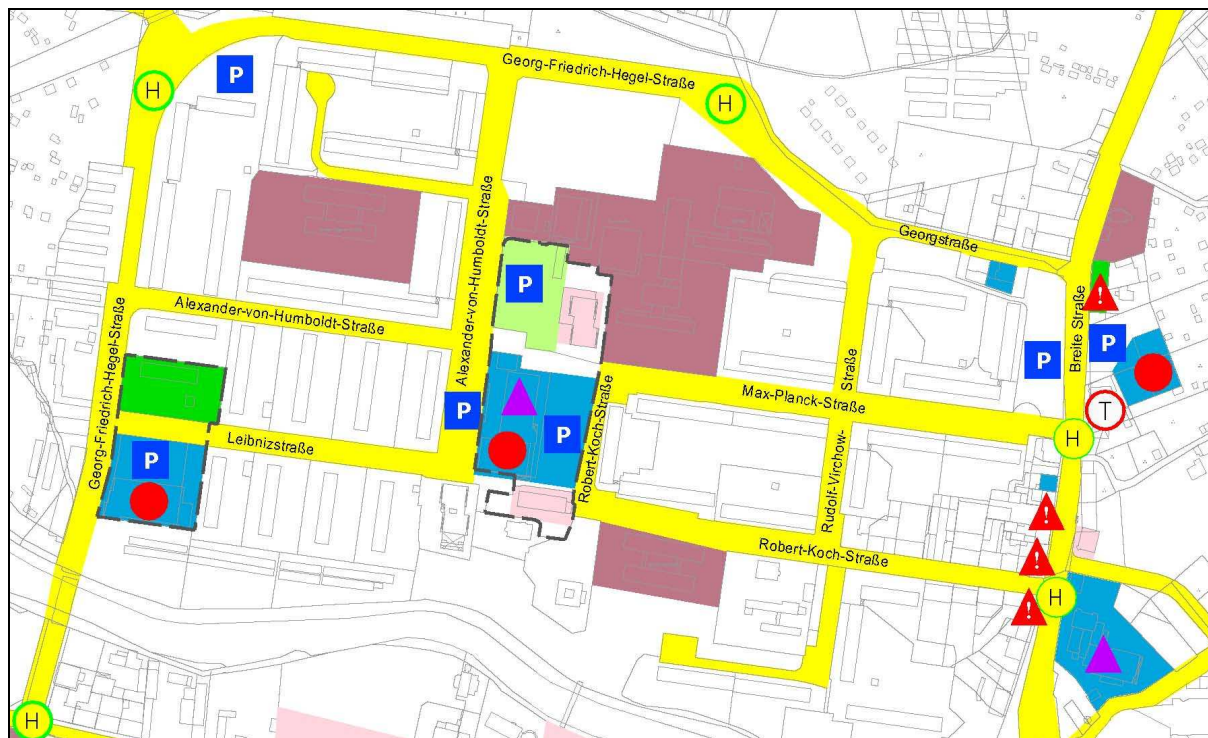 P
Georg-Friedrich-Hegel-Straße
H
H
Alexander-von-Humboldt-Straße
Georgstraße
P
!
Georg-Friedrich-Hegel-Straße
Alexander-von-Humboldt-Straße
Breite Straße
P
P
Straße
Max-Planck-Straße
P
T
Leibnizstraße
P
H
P
Robert-Koch-Straße
Rudolf-Virchow-
!
Robert-Koch-Straße
!
H
!
H